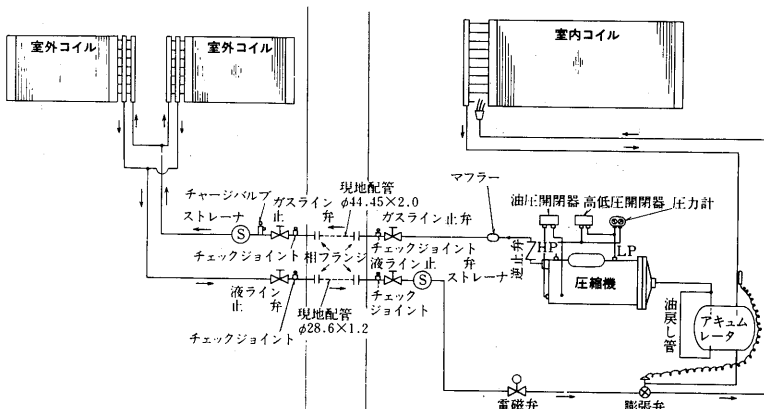 室外コイル
室外コイル
室内コイル
マフラー
油圧開閉器
高低圧開閉器
圧力計
チャージバルブ
ストレーナ
ガスライン
止 弁
現地配管
φ44.45×2.0
ガスライン止弁
逆止弁
HP
LP
チェックジョイント
相フランジ
チェックジョイント
液ライン止弁
ストレーナ
圧縮機
液ライン
止 弁
チェック
ジョイント
チェックジョイント
現地配管
φ28.6×1.2
油戻し管
アキュム
レータ
電磁弁
膨張弁